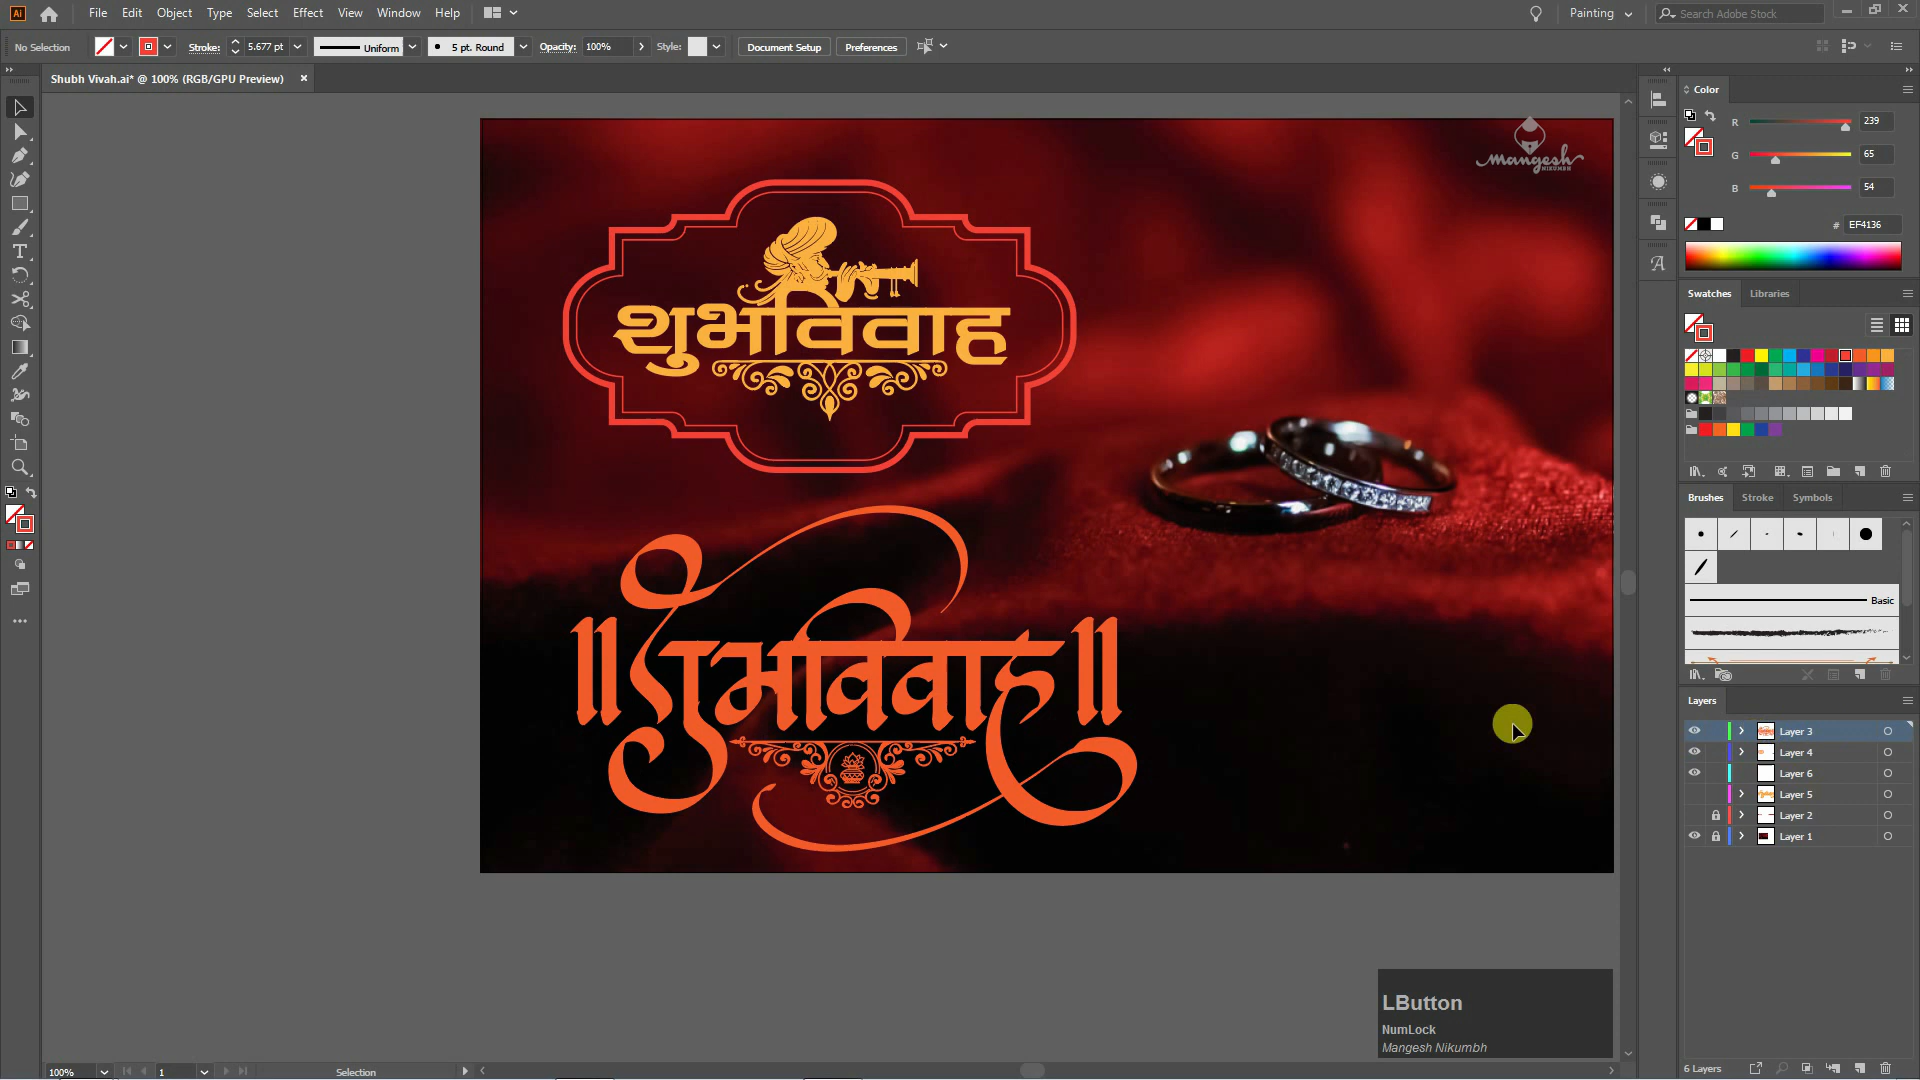 Ai File Edit Object Type Select Effect View Window Help Painting Search Adobe Stock
No Selection Stroke: 5.677 pt Uniform 5 pt. Round Opacity: 100% Style: Document Setup Preferences
Shubh Vivah.ai* @ 100% (RGB/GPU Preview)
Color
R 239
G 65
B 54
# EF4136
Mangesh
NIKUMBH
शुभविवाह
॥शुभविवाह॥
Swatches Libraries
Brushes Stroke Symbols
Basic
Layers
Layer 3
Layer 4
Layer 6
Layer 5
Layer 2
Layer 1
6 Layers
LButton
NumLock
Mangesh Nikumbh
100% 1 Selection